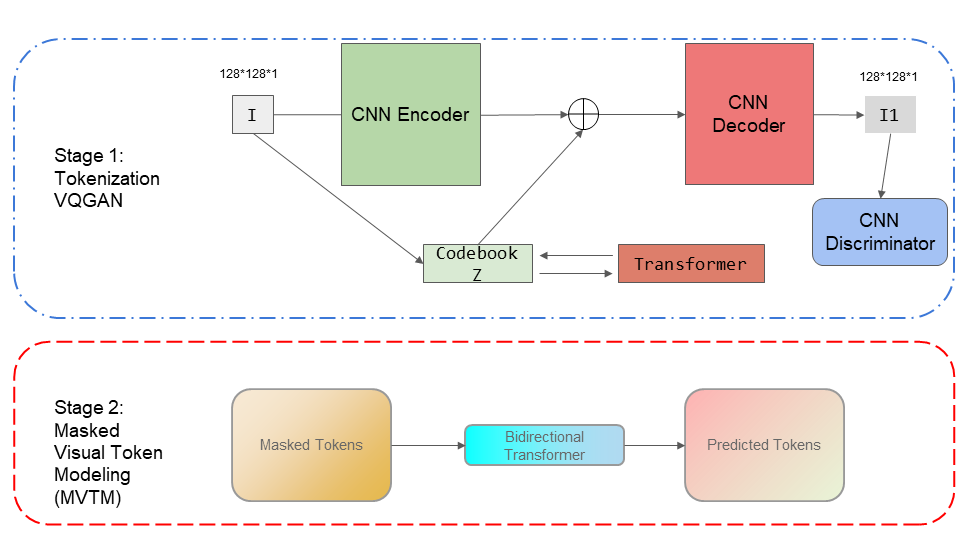 128*128*1
I
CNN Encoder
CNN
Decoder
128*128*1
I1
Stage 1:
Tokenization
VQGAN
CNN
Discriminator
Codebook
Z
Transformer
Stage 2:
Masked
Visual Token
Modeling
(MVTM)
Masked Tokens
Bidirectional
Transformer
Predicted Tokens